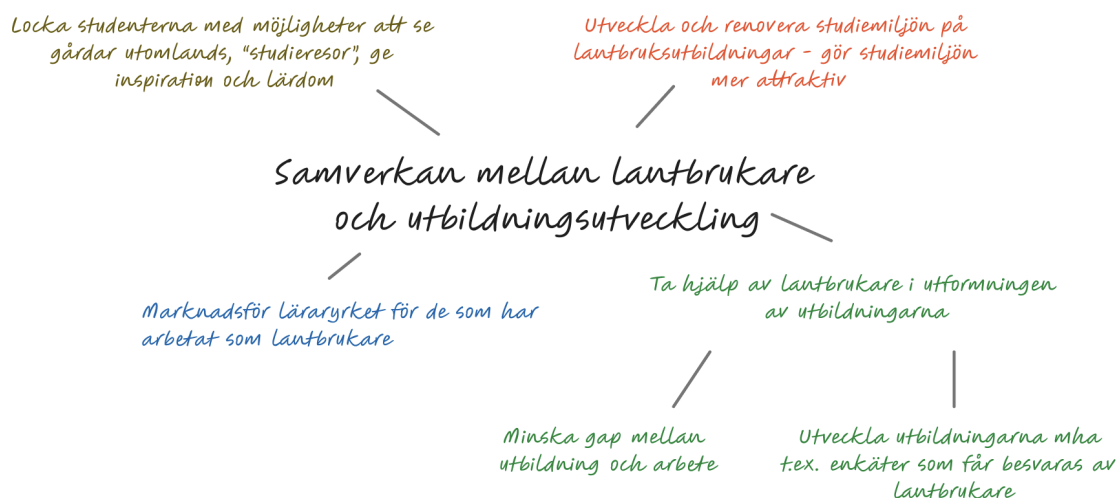 Locka studenterna med möjligheter att se
gårdar utomlands, "studieresor", ge
inspiration och lärdom
Utveckla och renovera studiemiljön på
lantbruksutbildningar - gör studiemiljön
mer attraktiv
Samverkan mellan lantbrukare
och utbildningsutveckling
Marknadsför läraryrket för de som har
arbetat som lantbrukare
Ta hjälp av lantbrukare i utformningen
av utbildningarna
Minska gap mellan
utbildning och arbete
Utveckla utbildningarna mha
t.ex. enkäter som får besvaras av
lantbrukare